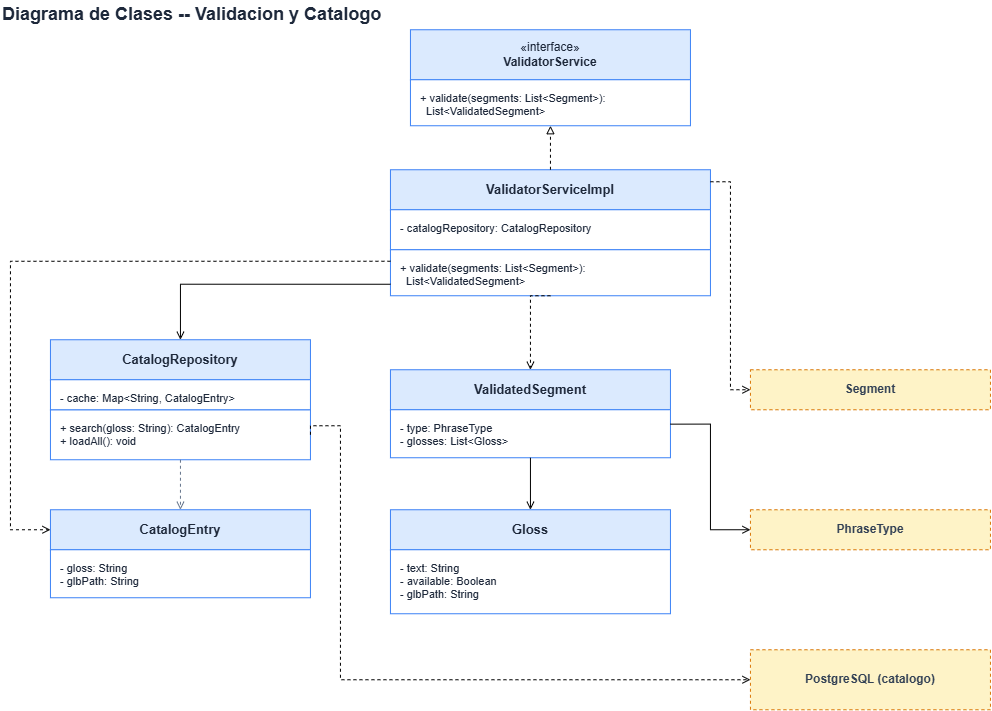 Diagrama de Clases -- Validacion y Catalogo
«interface»
ValidatorService
+ validate(segments: List<Segment>):
List<ValidatedSegment>
ValidatorServiceImpl
- catalogRepository: CatalogRepository
+ validate(segments: List<Segment>):
List<ValidatedSegment>
CatalogRepository
- cache: Map<String, CatalogEntry>
+ search(gloss: String): CatalogEntry
+ loadAll(): void
ValidatedSegment
- type: PhraseType
- glosses: List<Gloss>
Segment
CatalogEntry
- gloss: String
- glbPath: String
Gloss
- text: String
- available: Boolean
- glbPath: String
PhraseType
PostgreSQL (catalogo)